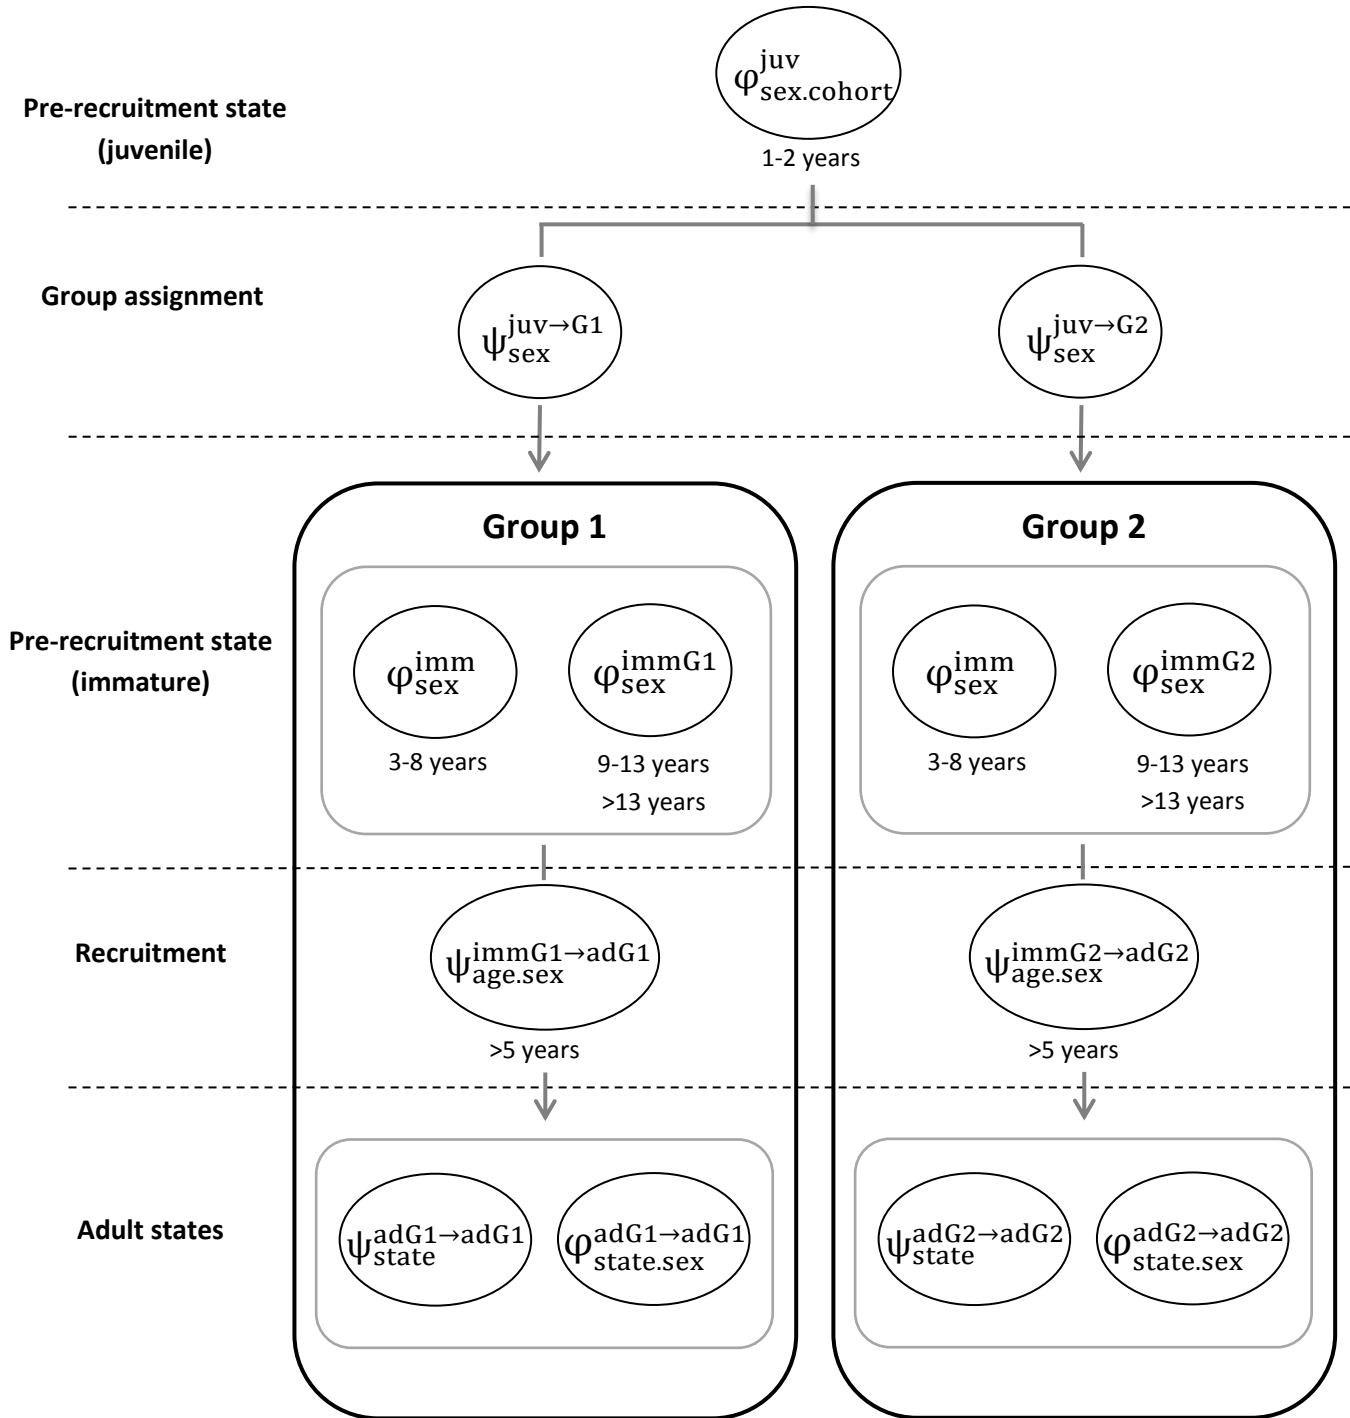 Pre-recruitment state
(juvenile)
φ^juv_sex.cohort
1-2 years
Group assignment
ψ^juv→G1_sex
ψ^juv→G2_sex
Group 1
Group 2
Pre-recruitment state
(immature)
φ^imm_sex
φ^immG1_sex
3-8 years
9-13 years
>13 years
φ^imm_sex
φ^immG2_sex
3-8 years
9-13 years
>13 years
Recruitment
ψ^immG1→adG1_age.sex
>5 years
ψ^immG2→adG2_age.sex
>5 years
Adult states
ψ^adG1→adG1_state
φ^adG1→adG1_state.sex
ψ^adG2→adG2_state
φ^adG2→adG2_state.sex